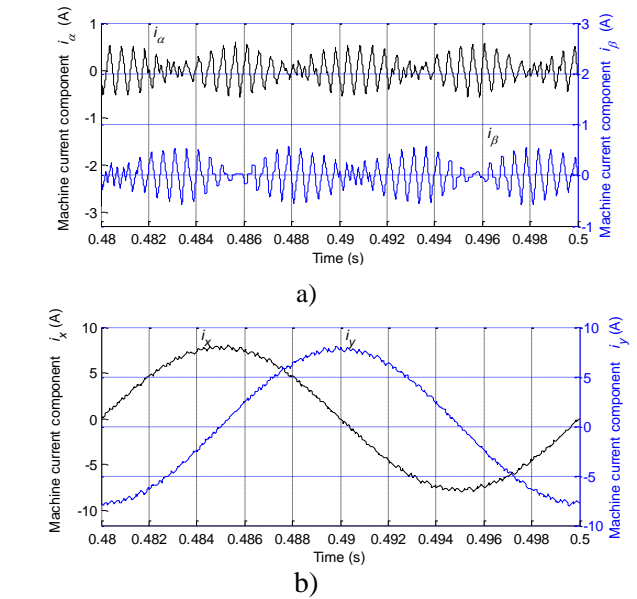 Machine current component iα (A)
1
0
-1
-2
-3
iα
iβ
3
2
1
0
-1
Machine current component iβ (A)
0.48 0.482 0.484 0.486 0.488 0.49 0.492 0.494 0.496 0.498 0.5
Time (s)
a)
Machine current component ix (A)
10
5
0
-5
-10
ix
iy
10
5
0
-5
-10
Machine current component iy (A)
0.48 0.482 0.484 0.486 0.488 0.49 0.492 0.494 0.496 0.498 0.5
Time (s)
b)